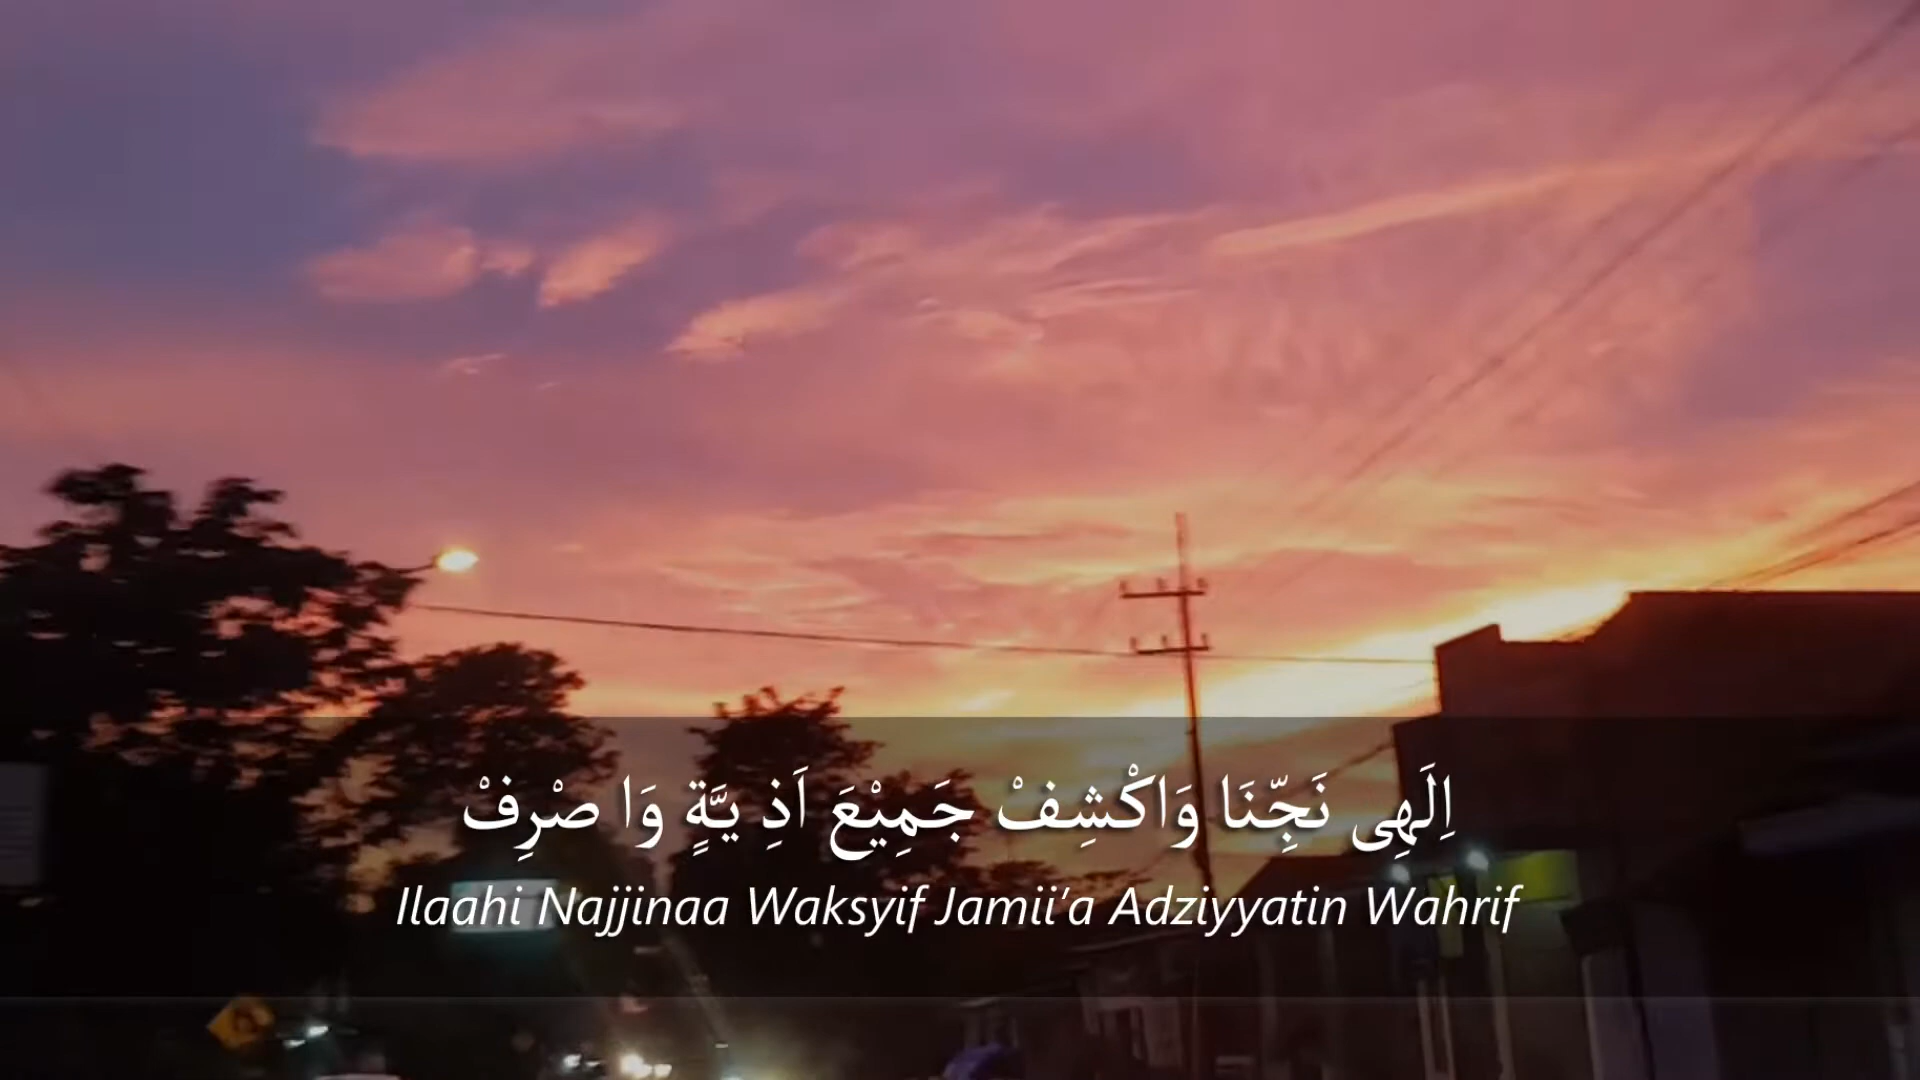 اِلَهِى نَجِّنَا وَاكْشِفْ جَمِيْعَ اَذِ يَّةٍ وَا صْرِفْ
Ilaahi Najjinaa Waksyif Jamii'a Adziyyatin Wahrif